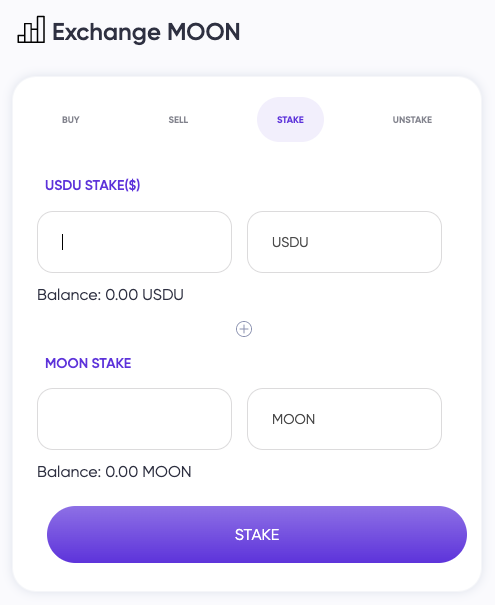 Exchange MOON
BUY SELL STAKE UNSTAKE
USDU STAKE($)
USDU
Balance: 0.00 USDU
MOON STAKE
MOON
Balance: 0.00 MOON
STAKE